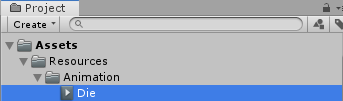 Project
Create
Assets
Resources
Animation
Die